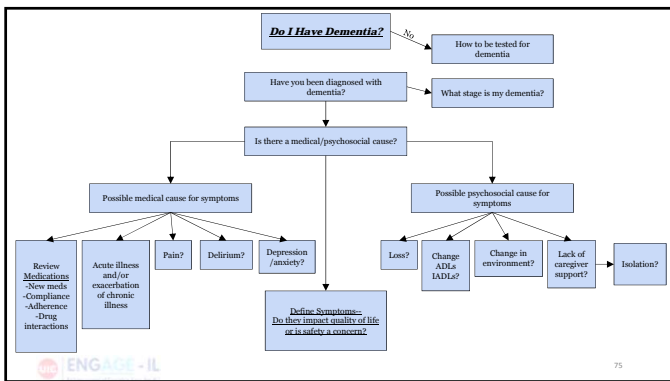 Do I Have Dementia?
No
How to be tested for
dementia
Have you been diagnosed with
dementia?
What stage is my dementia?
Is there a medical/psychosocial cause?
Possible medical cause for symptoms
Possible psychosocial cause for
symptoms
Review
Medications
-New meds
-Compliance
-Adherence
-Drug
interactions
Acute illness
and/or
exacerbation
of chronic
illness
Pain?
Delirium?
Depression
/anxiety?
Loss?
Change
ADLs
IADLs?
Change in
environment?
Lack of
caregiver
support?
Isolation?
Define Symptoms--
Do they impact quality of life
or is safety a concern?
UIC ENGAGE - IL
75